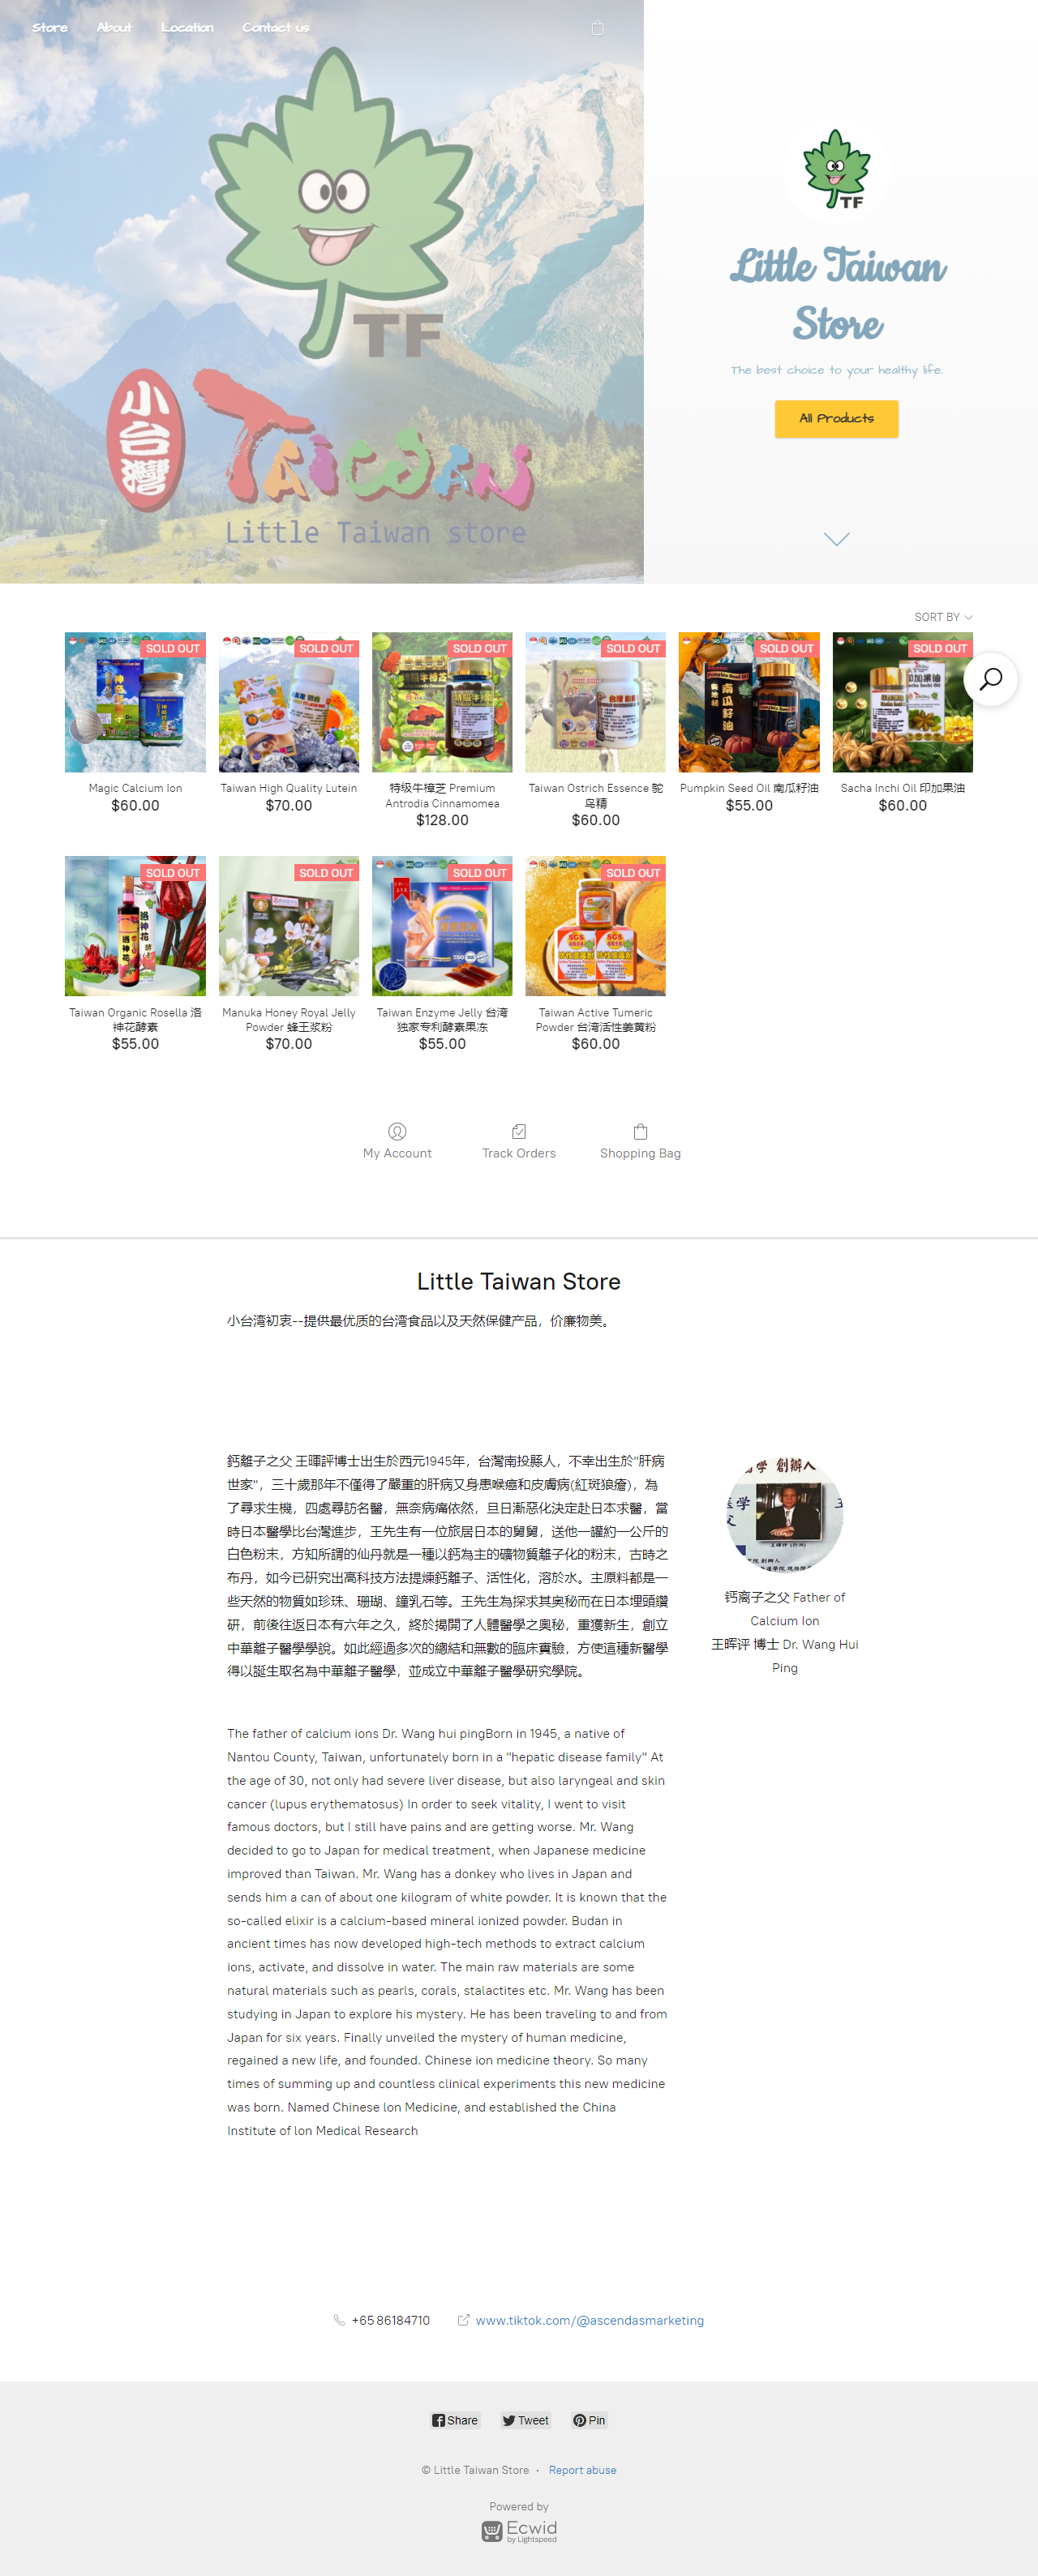 Store About Location Contact us
TF
小台灣
TAIWAN
Little Taiwan store
TF
Little Taiwan
Store
The best choice to your healthy life.
All Products
SORT BY
SOLD OUT
SOLD OUT
SOLD OUT
SOLD OUT
SOLD OUT
SOLD OUT
Magic Calcium Ion
$60.00
Taiwan High Quality Lutein
$70.00
特级牛樟芝 Premium
Antrodia Cinnamomea
$128.00
Taiwan Ostrich Essence 鸵
鸟精
$60.00
Pumpkin Seed Oil 南瓜籽油
$55.00
Sacha Inchi Oil 印加果油
$60.00
SOLD OUT
SOLD OUT
SOLD OUT
SOLD OUT
Taiwan Organic Rosella 洛
神花酵素
$55.00
Manuka Honey Royal Jelly
Powder 蜂王浆粉
$70.00
Taiwan Enzyme Jelly 台湾
独家专利酵素果冻
$55.00
Taiwan Active Tumeric
Powder 台湾活性姜黄粉
$60.00
My Account
Track Orders
Shopping Bag
Little Taiwan Store
小台湾初衷--提供最优质的台湾食品以及天然保健产品，价廉物美。
鈣離子之父 王暉評博士出生於西元1945年，台灣南投縣人，不幸出生於"肝病
世家"，三十歲那年不僅得了嚴重的肝病又身患喉癌和皮膚病(紅斑狼瘡)，為
了尋求生機，四處尋訪名醫，無奈病痛依然，旦日漸惡化決定赴日本求醫，當
時日本醫學比台灣進步，王先生有一位旅居日本的舅舅，送他一罐約一公斤的
白色粉末，方知所謂的仙丹就是一種以鈣為主的礦物質離子化的粉末，古時之
布丹，如今已研究出高科技方法提煉鈣離子、活性化，溶於水。主原料都是一
些天然的物質如珍珠、珊瑚、鐘乳石等。王先生為探求其奧秘而在日本埋頭鑽
研，前後往返日本有六年之久，終於揭開了人體醫學之奧秘，重獲新生，創立
中華離子醫學學說。如此經過多次的總結和無數的臨床實驗，方使這種新醫學
得以誕生取名為中華離子醫學，並成立中華離子醫學研究學院。
钙离子之父 Father of
Calcium Ion
王晖评 博士 Dr. Wang Hui
Ping
The father of calcium ions Dr. Wang hui pingBorn in 1945, a native of
Nantou County, Taiwan, unfortunately born in a "hepatic disease family" At
the age of 30, not only had severe liver disease, but also laryngeal and skin
cancer (lupus erythematosus) In order to seek vitality, I went to visit
famous doctors, but I still have pains and are getting worse. Mr. Wang
decided to go to Japan for medical treatment, when Japanese medicine
improved than Taiwan. Mr. Wang has a donkey who lives in Japan and
sends him a can of about one kilogram of white powder. It is known that the
so-called elixir is a calcium-based mineral ionized powder. Budan in
ancient times has now developed high-tech methods to extract calcium
ions, activate, and dissolve in water. The main raw materials are some
natural materials such as pearls, corals, stalactites etc. Mr. Wang has been
studying in Japan to explore his mystery. He has been traveling to and from
Japan for six years. Finally unveiled the mystery of human medicine,
regained a new life, and founded. Chinese ion medicine theory. So many
times of summing up and countless clinical experiments this new medicine
was born. Named Chinese lon Medicine, and established the China
Institute of lon Medical Research
+65 86184710
www.tiktok.com/@ascendasmarketing
Share Tweet Pin
© Little Taiwan Store • Report abuse
Powered by
Ecwid
by Lightspeed